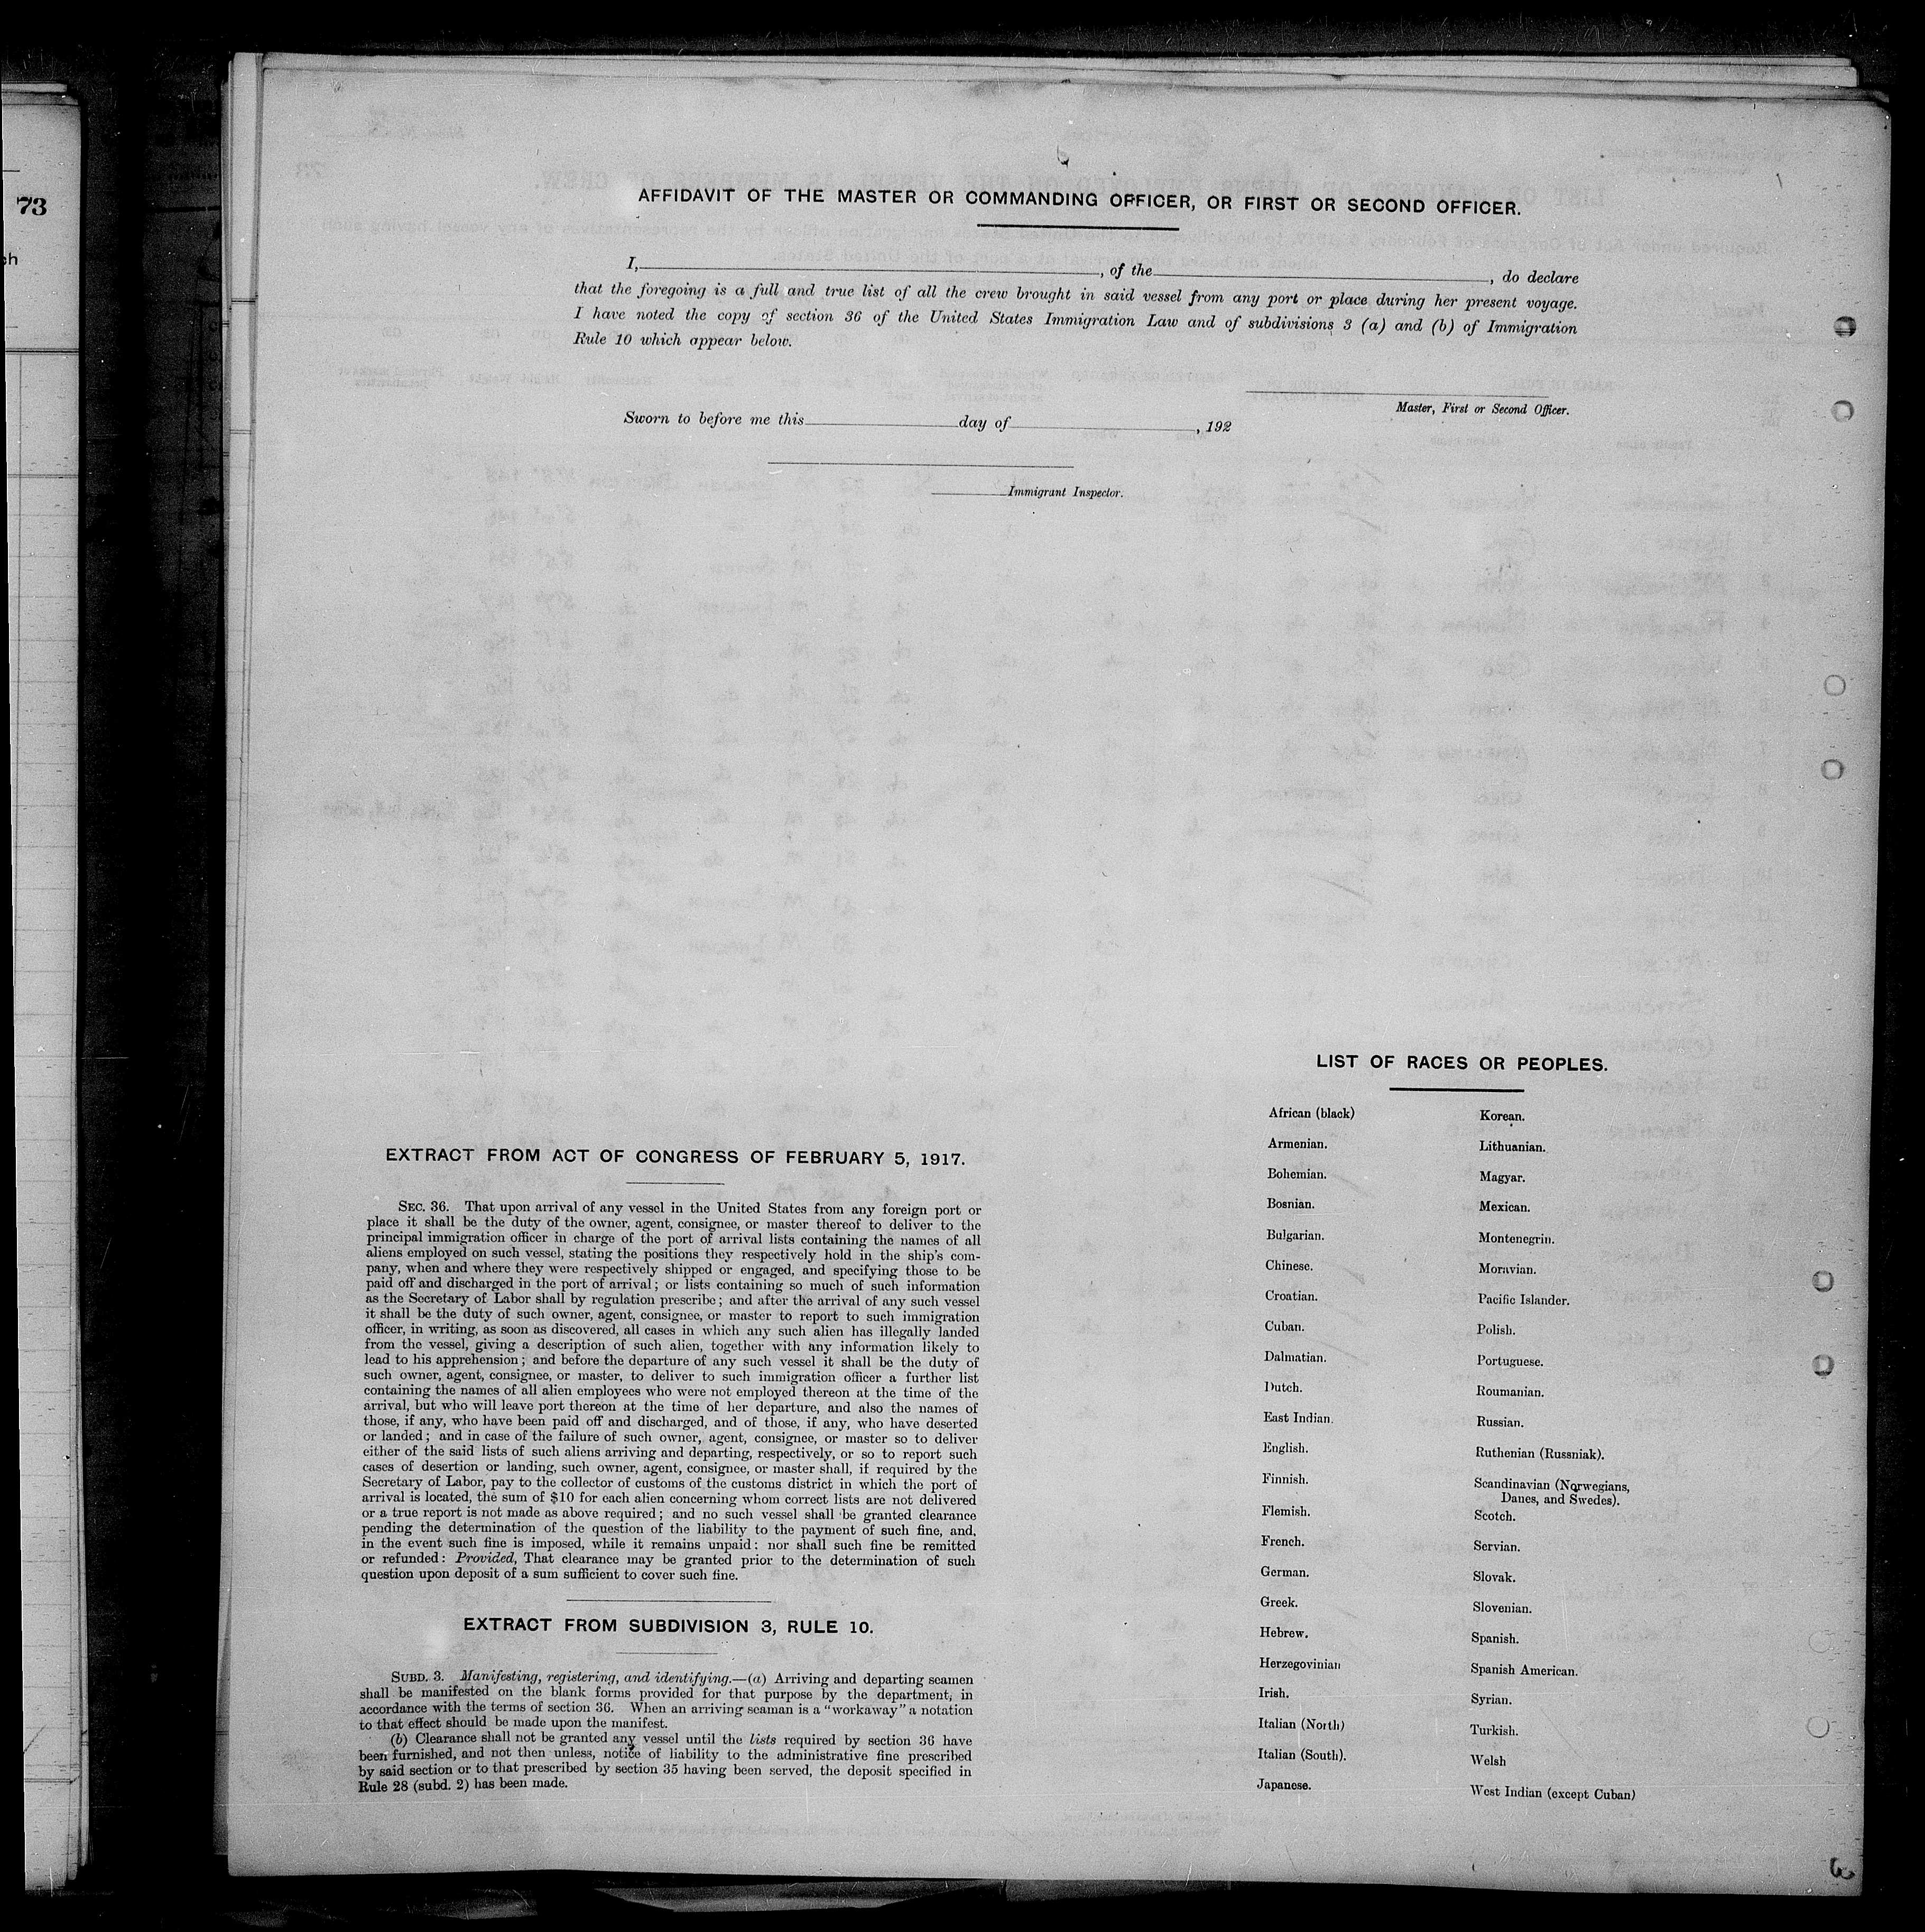 73
ch
AFFIDAVIT OF THE MASTER OR COMMANDING OFFICER, OR FIRST OR SECOND OFFICER.
I, , of the , do declare
that the foregoing is a full and true list of all the crew brought in said vessel from any port or place during her present voyage.
I have noted the copy of section 36 of the United States Immigration Law and of subdivisions 3 (a) and (b) of Immigration
Rule 10 which appear below.
Master, First or Second Officer.
Sworn to before me this day of , 192
Immigrant Inspector.
EXTRACT FROM ACT OF CONGRESS OF FEBRUARY 5, 1917.
SEC. 36. That upon arrival of any vessel in the United States from any foreign port or
place it shall be the duty of the owner, agent, consignee, or master thereof to deliver to the
principal immigration officer in charge of the port of arrival lists containing the names of all
aliens employed on such vessel, stating the positions they respectively hold in the ship's com-
pany, when and where they were respectively shipped or engaged, and specifying those to be
paid off and discharged in the port of arrival; or lists containing so much of such information
as the Secretary of Labor shall by regulation prescribe; and after the arrival of any such vessel
it shall be the duty of such owner, agent, consignee, or master to report to such immigration
officer, in writing, as soon as discovered, all cases in which any such alien has illegally landed
from the vessel, giving a description of such alien, together with any information likely to
lead to his apprehension; and before the departure of any such vessel it shall be the duty of
such owner, agent, consignee, or master, to deliver to such immigration officer a further list
containing the names of all alien employees who were not employed thereon at the time of the
arrival, but who will leave port thereon at the time of her departure, and also the names of
those, if any, who have been paid off and discharged, and of those, if any, who have deserted
or landed; and in case of the failure of such owner, agent, consignee, or master so to deliver
either of the said lists of such aliens arriving and departing, respectively, or so to report such
cases of desertion or landing, such owner, agent, consignee, or master shall, if required by the
Secretary of Labor, pay to the collector of customs of the customs district in which the port of
arrival is located, the sum of $10 for each alien concerning whom correct lists are not delivered
or a true report is not made as above required; and no such vessel shall be granted clearance
pending the determination of the question of the liability to the payment of such fine, and,
in the event such fine is imposed, while it remains unpaid; nor shall such fine be remitted
or refunded: Provided, That clearance may be granted prior to the determination of such
question upon deposit of a sum sufficient to cover such fine.
EXTRACT FROM SUBDIVISION 3, RULE 10.
SUBD. 3. Manifesting, registering, and identifying.—(a) Arriving and departing seamen
shall be manifested on the blank forms provided for that purpose by the department, in
accordance with the terms of section 36. When an arriving seaman is a "workaway" a notation
to that effect should be made upon the manifest.
(b) Clearance shall not be granted any vessel until the lists required by section 36 have
been furnished, and not then unless, notice of liability to the administrative fine prescribed
by said section or to that prescribed by section 35 having been served, the deposit specified in
Rule 28 (subd. 2) has been made.
LIST OF RACES OR PEOPLES.
African (black)
Armenian.
Bohemian.
Bosnian.
Bulgarian.
Chinese.
Croatian.
Cuban.
Dalmatian.
Dutch.
East Indian.
English.
Finnish.
Flemish.
French.
German.
Greek.
Hebrew.
Herzegovinian
Irish.
Italian (North)
Italian (South).
Japanese.
Korean.
Lithuanian.
Magyar.
Mexican.
Montenegrin.
Moravian.
Pacific Islander.
Polish.
Portuguese.
Roumanian.
Russian.
Ruthenian (Russniak).
Scandinavian (Norwegians,
Danes, and Swedes).
Scotch.
Servian.
Slovak.
Slovenian.
Spanish.
Spanish American.
Syrian.
Turkish.
Welsh
West Indian (except Cuban)